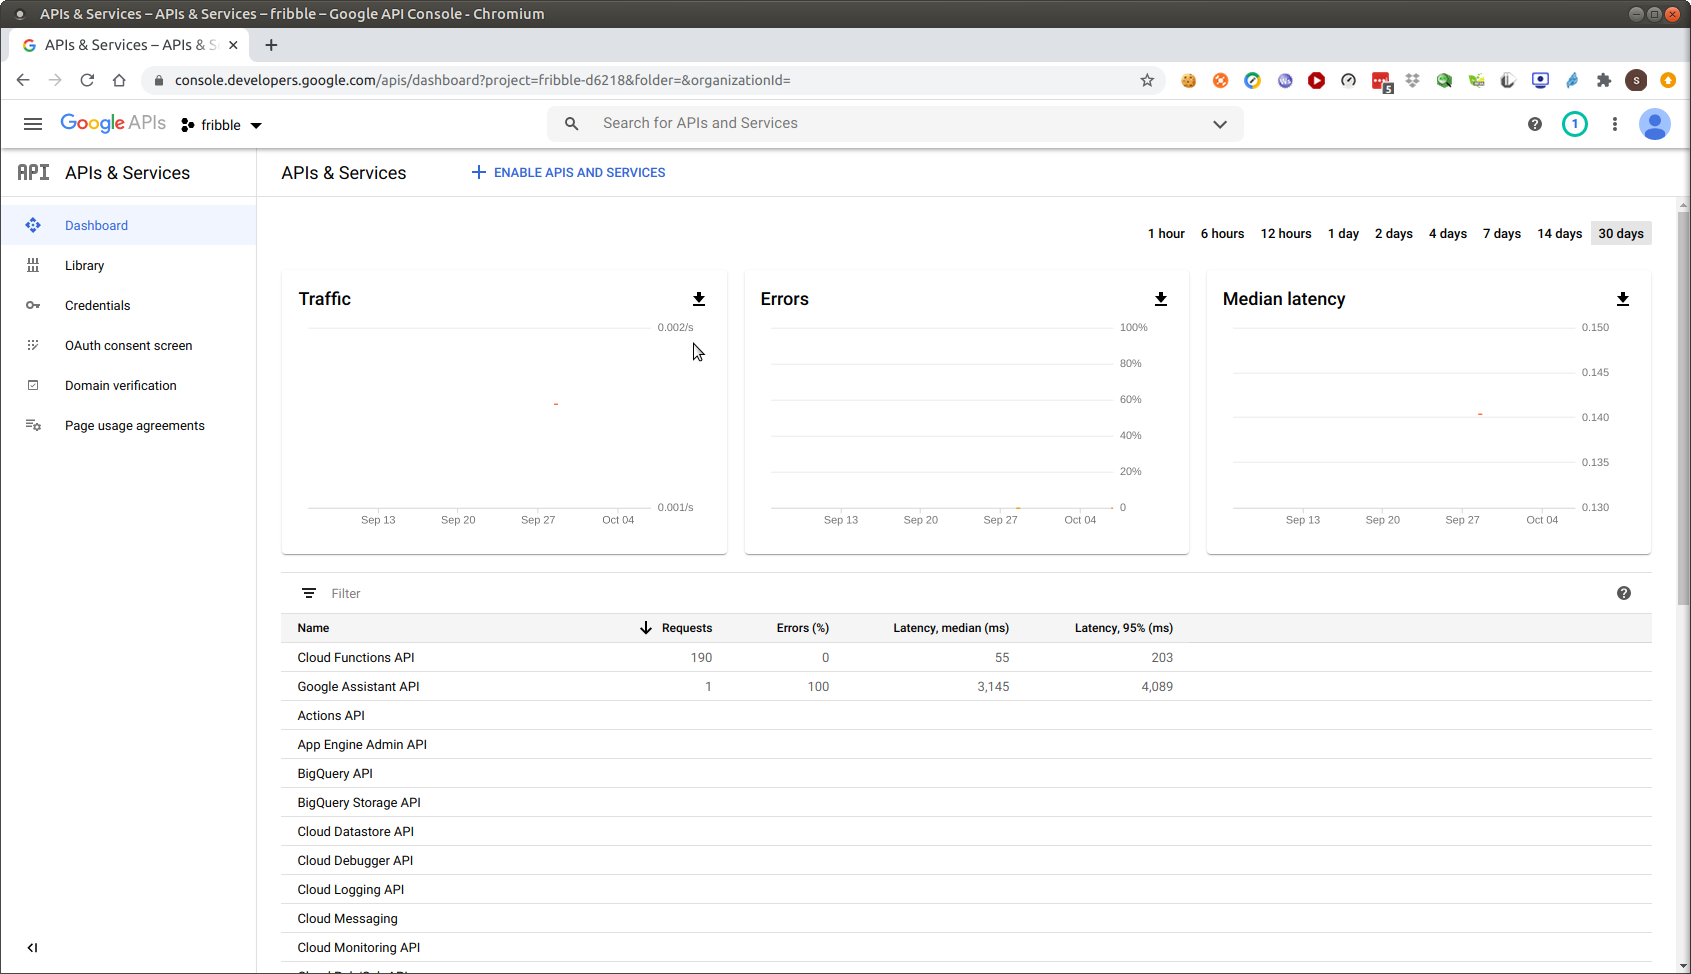 APIs & Services – APIs & Services – fribble – Google API Console - Chromium
APIs & Services – APIs & S
console.developers.google.com/apis/dashboard?project=fribble-d6218&folder=&organizationId=
5
s
Google APIs
fribble
Search for APIs and Services
1
API APIs & Services
APIs & Services
ENABLE APIS AND SERVICES
Dashboard
Library
Credentials
OAuth consent screen
Domain verification
Page usage agreements
1 hour 6 hours 12 hours 1 day 2 days 4 days 7 days 14 days 30 days
Traffic
0.002/s
0.001/s
Sep 13 Sep 20 Sep 27 Oct 04
Errors
100%
80%
60%
40%
20%
0
Sep 13 Sep 20 Sep 27 Oct 04
Median latency
0.150
0.145
0.140
0.135
0.130
Sep 13 Sep 20 Sep 27 Oct 04
Filter
Name Requests Errors (%) Latency, median (ms) Latency, 95% (ms)
Cloud Functions API 190 0 55 203
Google Assistant API 1 100 3,145 4,089
Actions API
App Engine Admin API
BigQuery API
BigQuery Storage API
Cloud Datastore API
Cloud Debugger API
Cloud Logging API
Cloud Messaging
Cloud Monitoring API